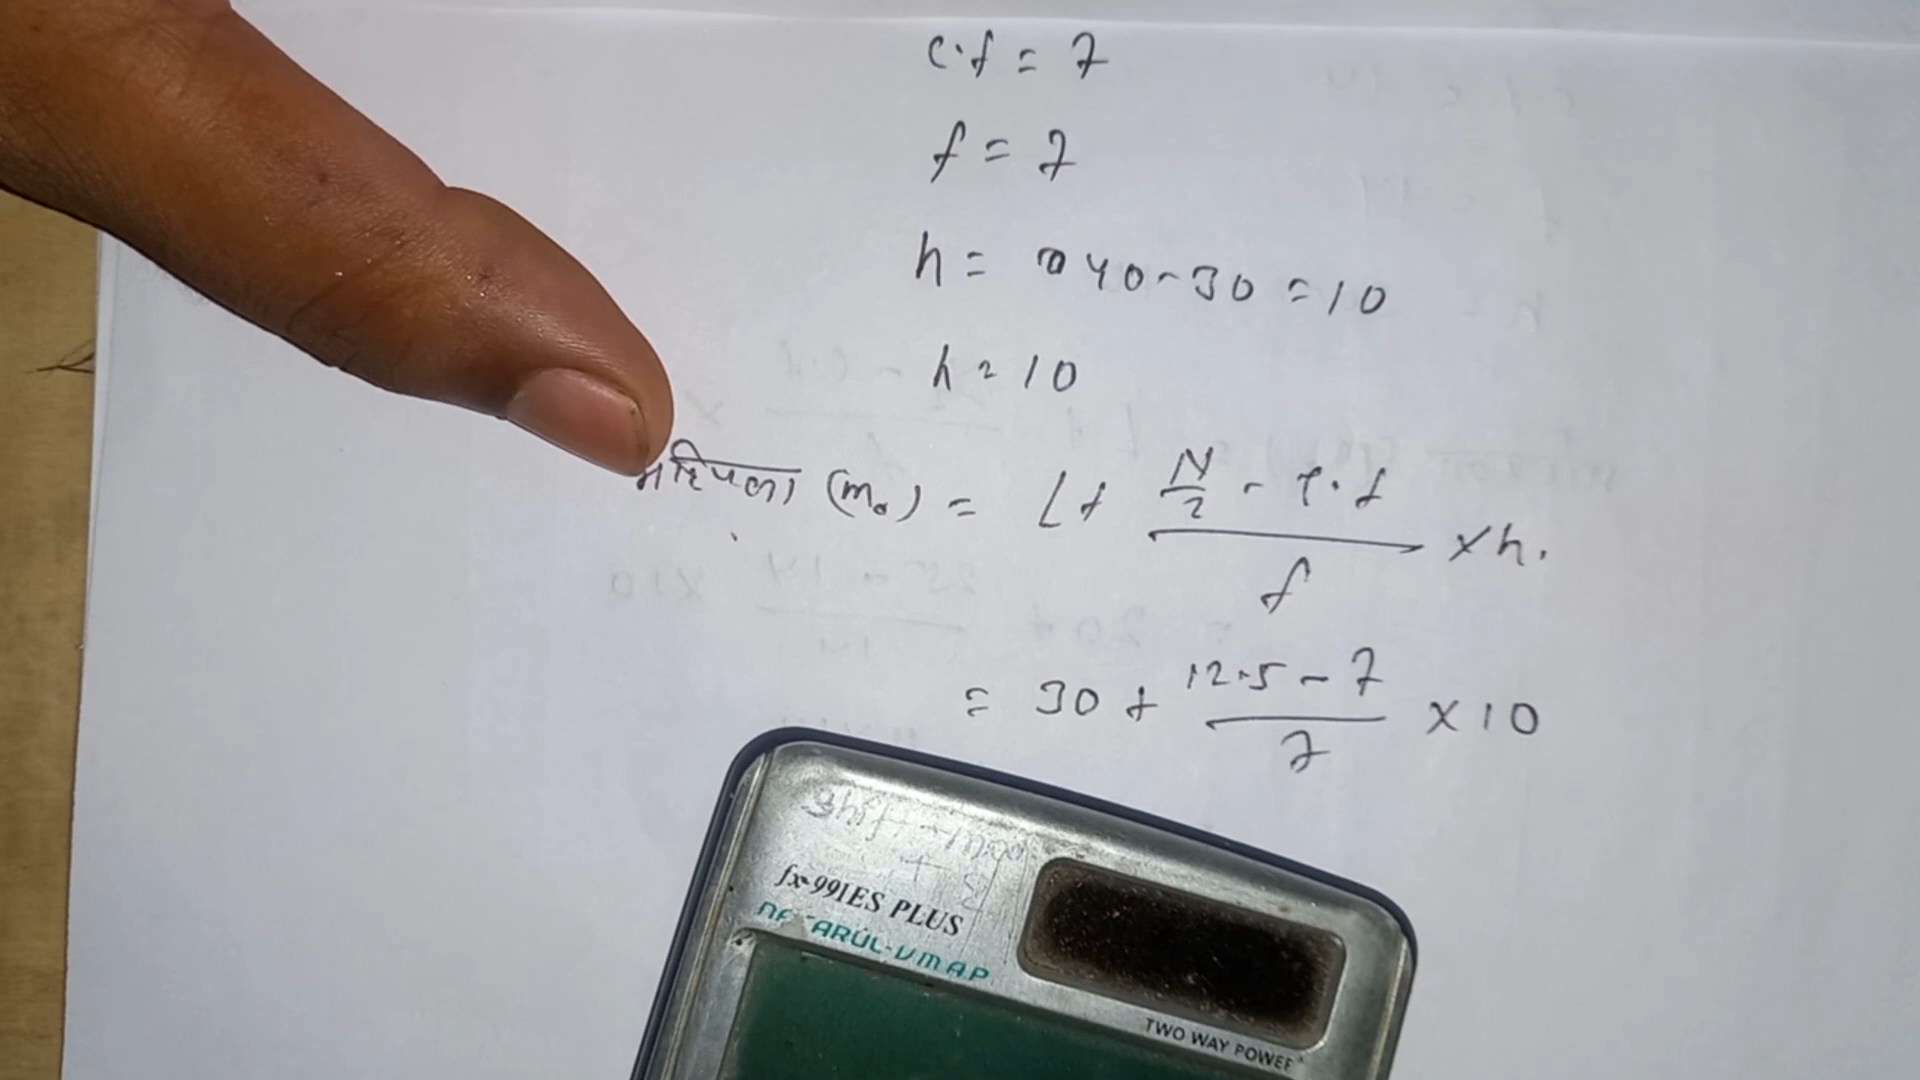 c.f = 7
f = 7
h = 40-30 = 10
h = 10
(m₀) = L + (N/2 - c.f)/f × h.
= 30 + (12.5 - 7)/7 × 10
fx-991ES PLUS
TWO WAY POWER